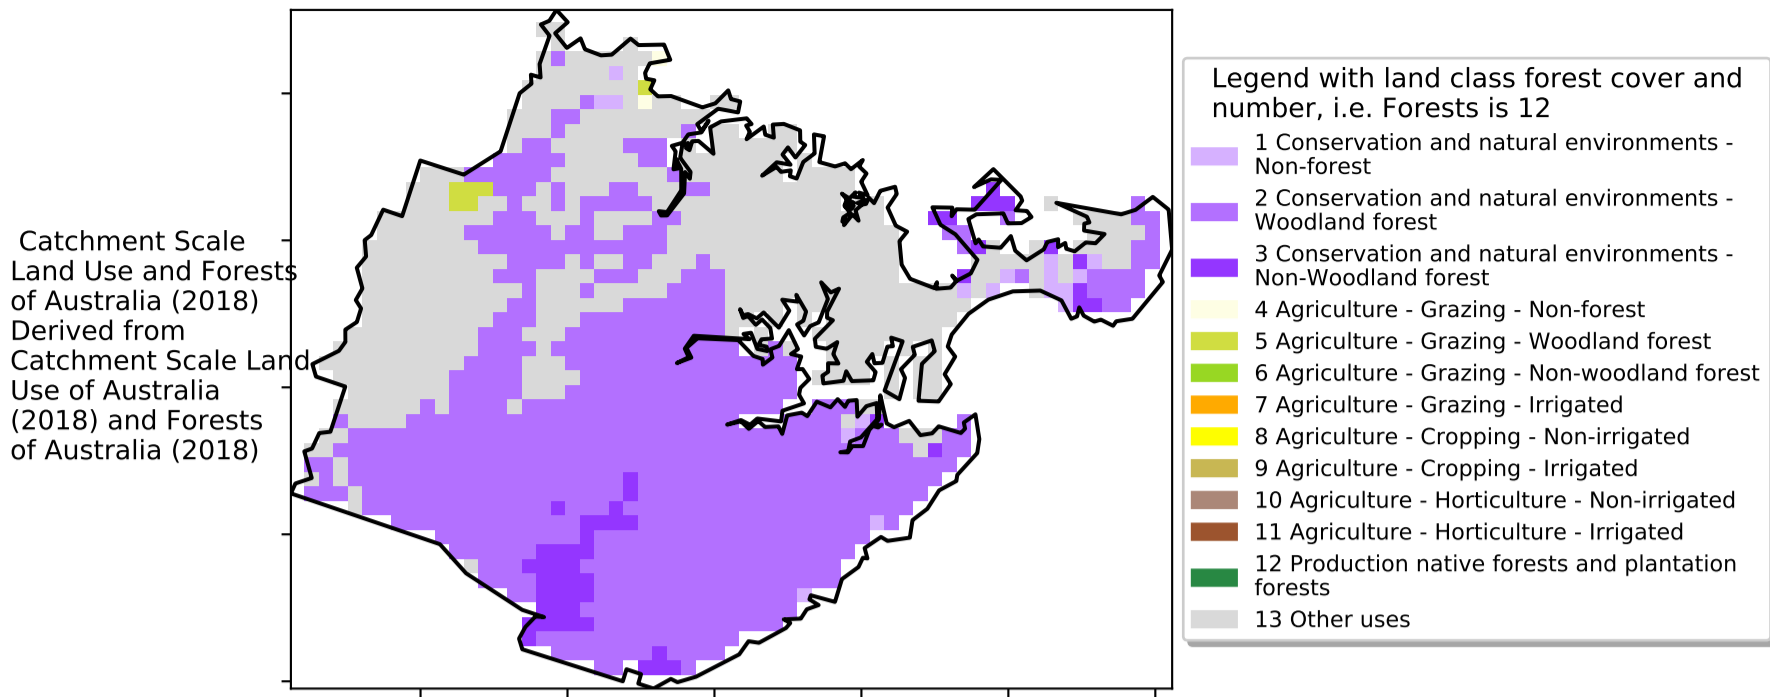 Catchment Scale
Land Use and Forests
of Australia (2018)
Derived from
Catchment Scale Land
Use of Australia
(2018) and Forests
of Australia (2018)
Legend with land class forest cover and
number, i.e. Forests is 12
1 Conservation and natural environments -
Non-forest
2 Conservation and natural environments -
Woodland forest
3 Conservation and natural environments -
Non-Woodland forest
4 Agriculture - Grazing - Non-forest
5 Agriculture - Grazing - Woodland forest
6 Agriculture - Grazing - Non-woodland forest
7 Agriculture - Grazing - Irrigated
8 Agriculture - Cropping - Non-irrigated
9 Agriculture - Cropping - Irrigated
10 Agriculture - Horticulture - Non-irrigated
11 Agriculture - Horticulture - Irrigated
12 Production native forests and plantation
forests
13 Other uses